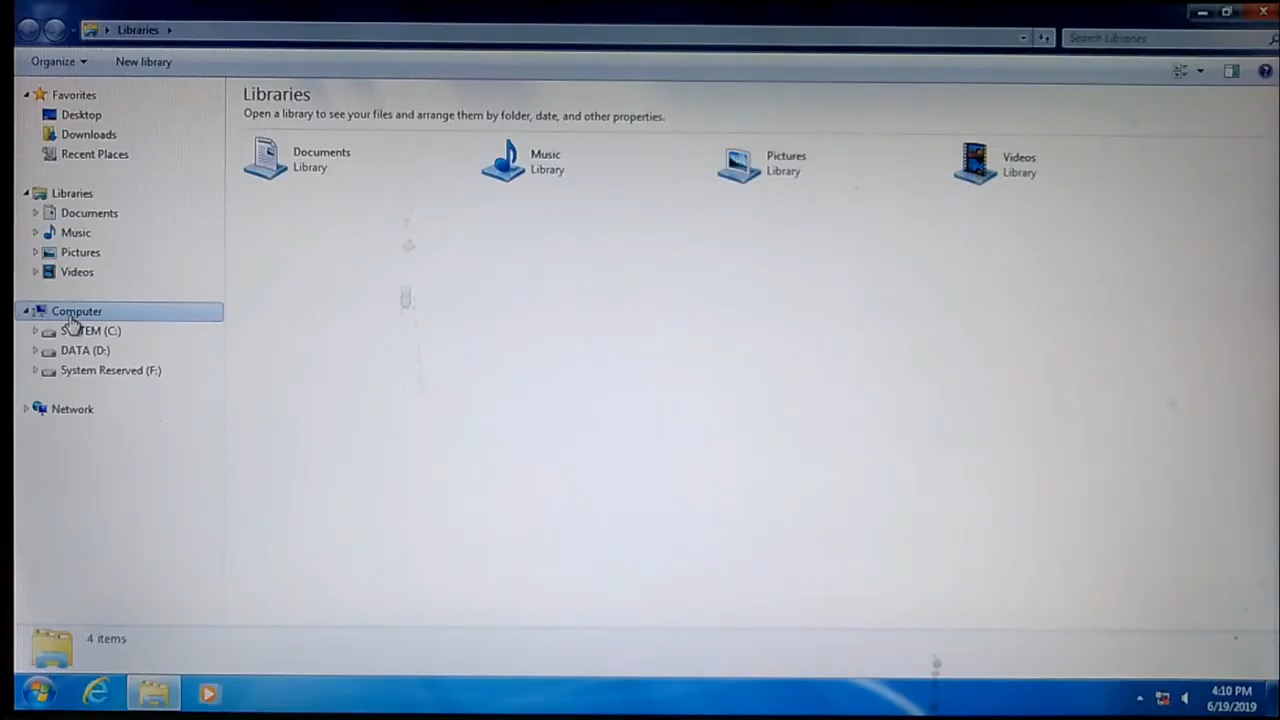 Libraries
Search Libraries
Organize
New library
Favorites
Desktop
Downloads
Recent Places
Libraries
Documents
Music
Pictures
Videos
Computer
(C:)
DATA (D:)
System Reserved (F:)
Network
Libraries
Open a library to see your files and arrange them by folder, date, and other properties.
Documents
Library
Music
Library
Pictures
Library
Videos
Library
4 items
4:10 PM
6/19/2019